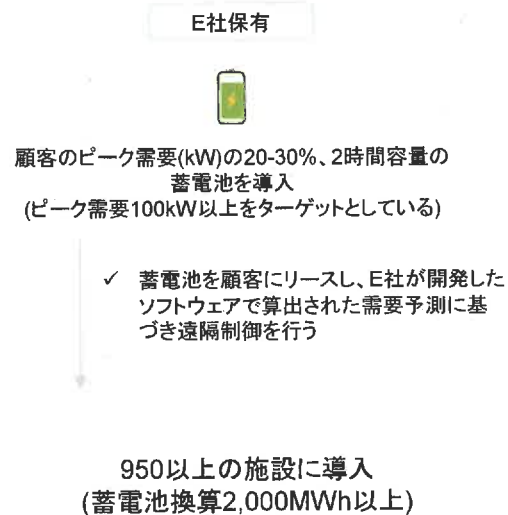 E社保有
顧客のピーク需要(kW)の20-30%、2時間容量の
蓄電池を導入
(ピーク需要100kW以上をターゲットとしている)
✓ 蓄電池を顧客にリースし、E社が開発した
ソフトウェアで算出された需要予測に基
づき遠隔制御を行う
950以上の施設に導入
(蓄電池換算2,000MWh以上)